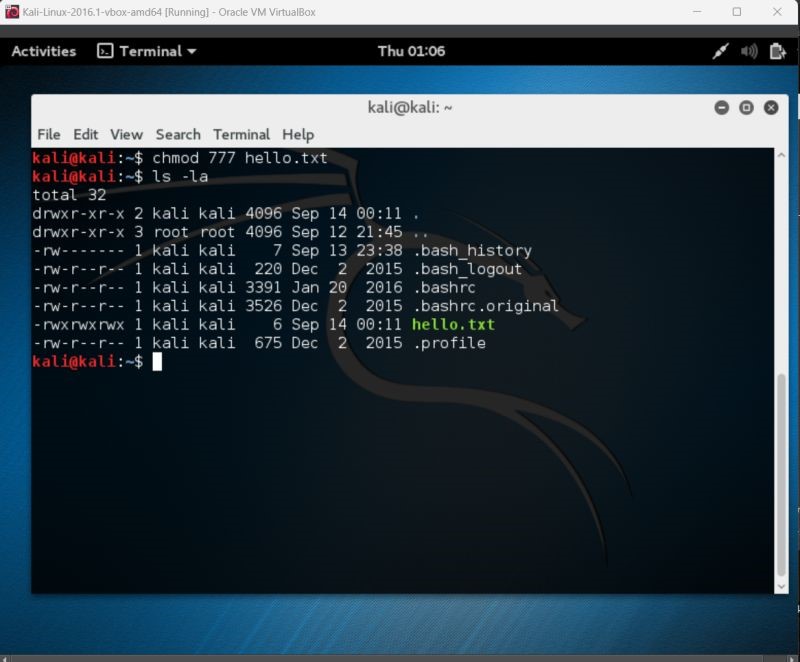 Kali-Linux-2016.1-vbox-amd64 [Running] - Oracle VM VirtualBox
Activities Terminal Thu 01:06
kali@kali: ~
File Edit View Search Terminal Help
kali@kali:~$ chmod 777 hello.txt
kali@kali:~$ ls -la
total 32
drwxr-xr-x 2 kali kali 4096 Sep 14 00:11 .
drwxr-xr-x 3 root root 4096 Sep 12 21:45 ..
-rw------- 1 kali kali    7 Sep 13 23:38 .bash_history
-rw-r--r-- 1 kali kali  220 Dec  2  2015 .bash_logout
-rw-r--r-- 1 kali kali 3391 Jan 20  2016 .bashrc
-rw-r--r-- 1 kali kali 3526 Dec  2  2015 .bashrc.original
-rwxrwxrwx 1 kali kali    6 Sep 14 00:11 hello.txt
-rw-r--r-- 1 kali kali  675 Dec  2  2015 .profile
kali@kali:~$